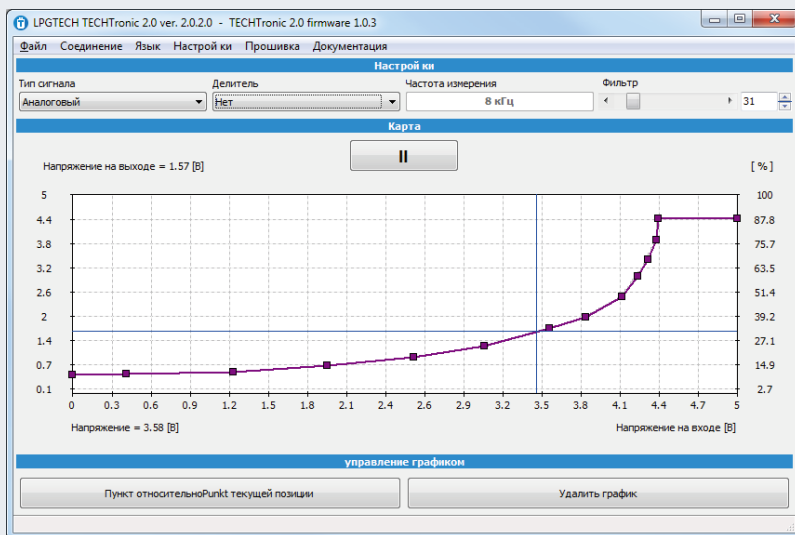 LPGTECH TECHTronic 2.0 ver. 2.0.2.0 - TECHTronic 2.0 firmware 1.0.3
Файл Соединение Язык Настрой ки Прошивка Документация
Настрой ки
Тип сигнала Делитель Частота измерения Фильтр
Аналоговый Нет 8 кГц 31
Карта
II
Напряжение на выходе = 1.57 [В] [ % ]
5 100
4.4 87.8
3.8 75.7
3.2 63.5
2.6 51.4
2 39.2
1.4 27.1
0.7 14.9
0.1 2.7
0 0.3 0.6 0.9 1.2 1.5 1.8 2.1 2.4 2.6 2.9 3.2 3.5 3.8 4.1 4.4 4.7 5
Напряжение = 3.58 [В] Напряжение на входе [В]
управление графиком
Пункт относительноPunkt текущей позиции Удалить график